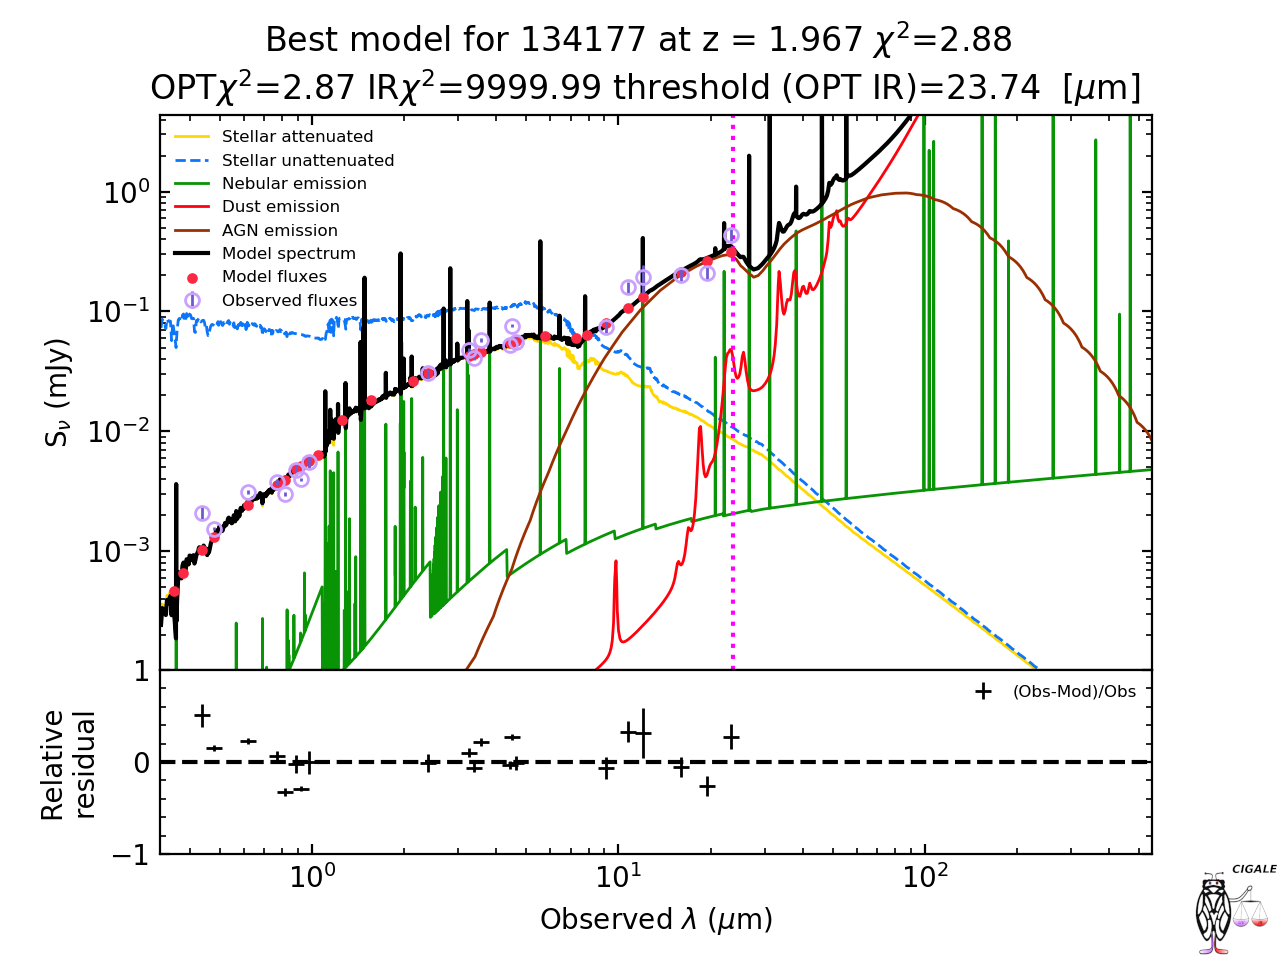 Best model for 134177 at z = 1.967 χ²=2.88
OPTχ²=2.87 IRχ²=9999.99 threshold (OPT IR)=23.74  [μm]
Stellar attenuated
Stellar unattenuated
Nebular emission
Dust emission
AGN emission
Model spectrum
Model fluxes
Observed fluxes
10⁰
10⁻¹
10⁻²
10⁻³
S_ν (mJy)
1
0
−1
Relative
residual
(Obs-Mod)/Obs
10⁰
10¹
10²
Observed λ (μm)
CIGALE